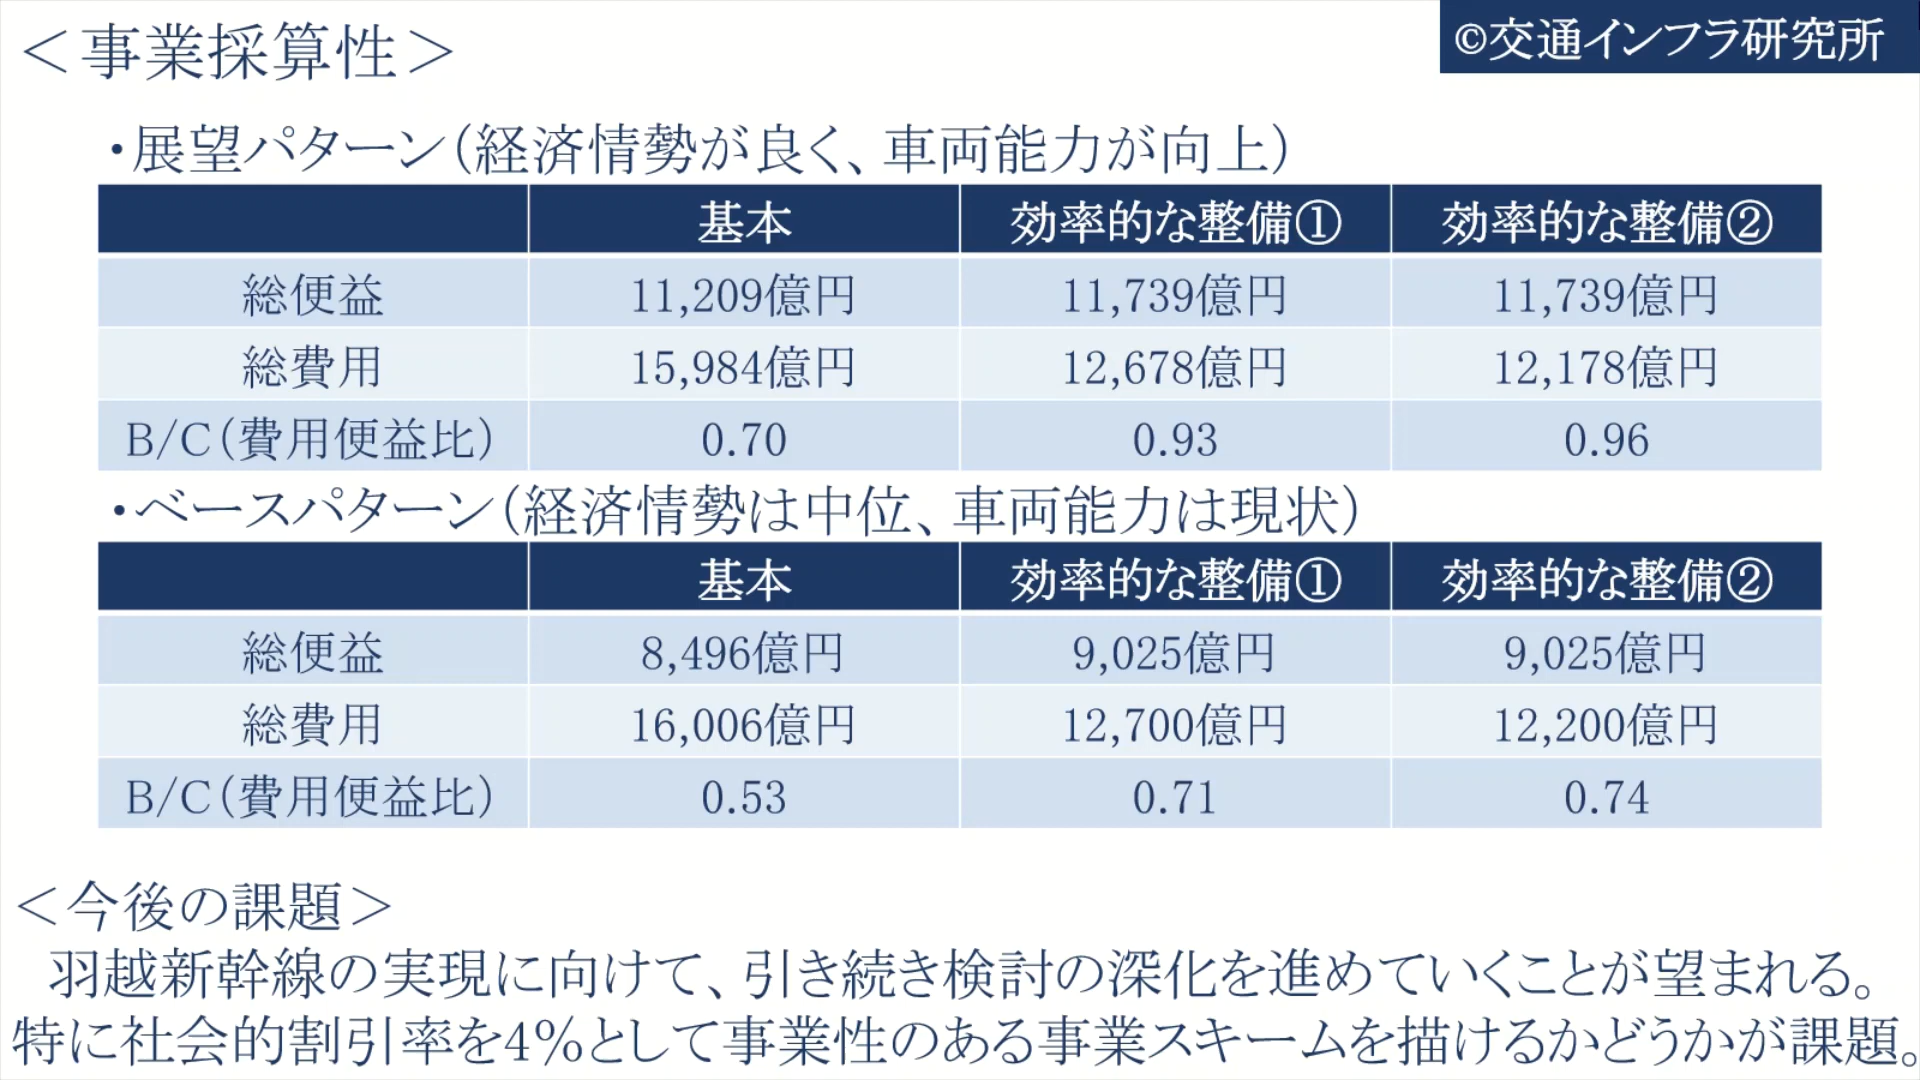 ＜事業採算性＞
©交通インフラ研究所
・展望パターン（経済情勢が良く、車両能力が向上）
基本 効率的な整備① 効率的な整備②
総便益 11,209億円 11,739億円 11,739億円
総費用 15,984億円 12,678億円 12,178億円
B/C（費用便益比） 0.70 0.93 0.96
・ベースパターン（経済情勢は中位、車両能力は現状）
基本 効率的な整備① 効率的な整備②
総便益 8,496億円 9,025億円 9,025億円
総費用 16,006億円 12,700億円 12,200億円
B/C（費用便益比） 0.53 0.71 0.74
＜今後の課題＞
羽越新幹線の実現に向けて、引き続き検討の深化を進めていくことが望まれる。
特に社会的割引率を4％として事業性のある事業スキームを描けるかどうかが課題。